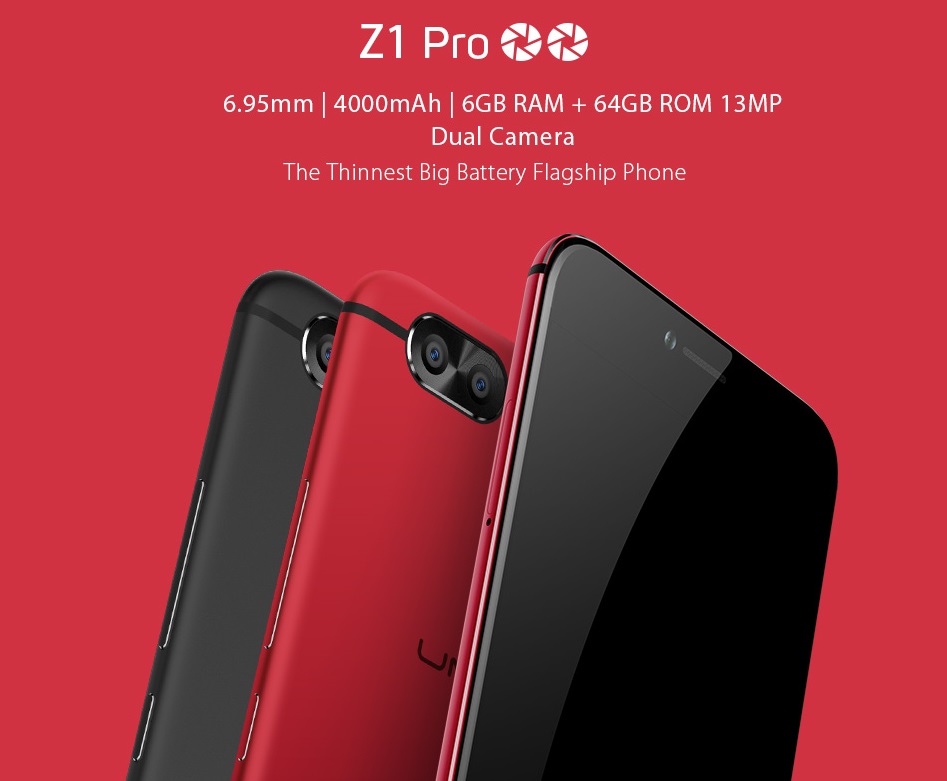 Z1 Pro
6.95mm | 4000mAh | 6GB RAM + 64GB ROM 13MP
Dual Camera
The Thinnest Big Battery Flagship Phone